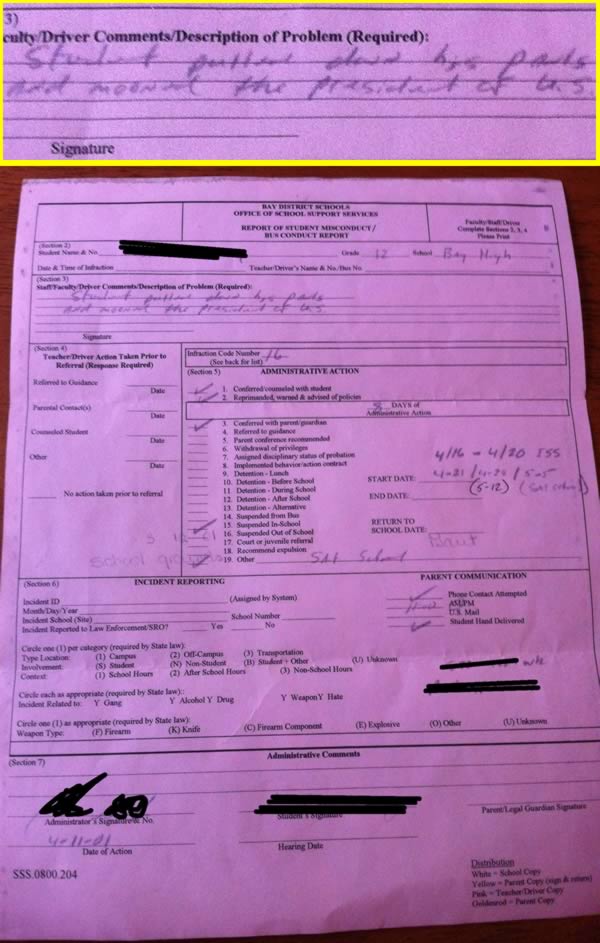 3)
culty/Driver Comments/Description of Problem (Required):
Student pulled down his pants
and mooned the president of U.S.
Signature
BAY DISTRICT SCHOOLS
OFFICE OF SCHOOL SUPPORT SERVICES
REPORT OF STUDENT MISCONDUCT /
BUS CONDUCT REPORT
Faculty/Staff/Driver
Complete Sections 2, 3, 4
Please Print
(Section 2)
Student Name & No. Grade 12 School Bay High
Date & Time of Infraction Teacher/Driver's Name & No./Bus No.
(Section 3)
Staff/Faculty/Driver Comments/Description of Problem (Required):
Student pulled down his pants
and mooned the president of U.S.
Signature
(Section 4)
Teacher/Driver Action Taken Prior to
Referral (Response Required)
Referred to Guidance
Date
Parental Contact(s)
Date
Counseled Student
Date
Other
Date
No action taken prior to referral
Infraction Code Number 16
(See back for list)
(Section 5) ADMINISTRATIVE ACTION
1. Conferred/counseled with student
2. Reprimanded, warned & advised of policies
DAYS of
Administrative Action
3. Conferred with parent/guardian
4. Referred to guidance
5. Parent conference recommended
6. Withdrawal of privileges
7. Assigned disciplinary status of probation
8. Implemented behavior/action contract
9. Detention - Lunch
10. Detention - Before School
11. Detention - During School
12. Detention - After School
13. Detention - Alternative
14. Suspended from Bus
15. Suspended In-School
16. Suspended Out of School
17. Court or juvenile referral
18. Recommend expulsion
19. Other Sat School
4/16 - 4/20 ISS
START DATE: 4-21 / 4-28 / 5-5
END DATE: (5-12) (Sat School)
RETURN TO
SCHOOL DATE:
(Section 6) INCIDENT REPORTING
Incident ID (Assigned by System)
Month/Day/Year
Incident School (Site) School Number
Incident Reported to Law Enforcement/SRO? Yes No
PARENT COMMUNICATION
Phone Contact Attempted
AM/PM
U.S. Mail
Student Hand Delivered
Circle one (1) per category (required by State law):
Type Location: (1) Campus (2) Off-Campus (3) Transportation
Involvement: (S) Student (N) Non-Student (B) Student + Other (U) Unknown
Context: (1) School Hours (2) After School Hours (3) Non-School Hours
Circle each as appropriate (required by State law):
Incident Related to: Y Gang Y Alcohol Y Drug Y Weapon Y Hate
Circle one (1) as appropriate (required by State law):
Weapon Type: (F) Firearm (K) Knife (C) Firearm Component (E) Explosive (O) Other (U) Unknown
(Section 7) Administrative Comments
Administrator's Signature & No.
Student's Signature
Parent/Legal Guardian Signature
4-11-01
Date of Action
Hearing Date
SSS.0800.204
Distribution
White = School Copy
Yellow = Parent Copy (sign & return)
Pink = Teacher/Driver Copy
Goldenrod = Parent Copy